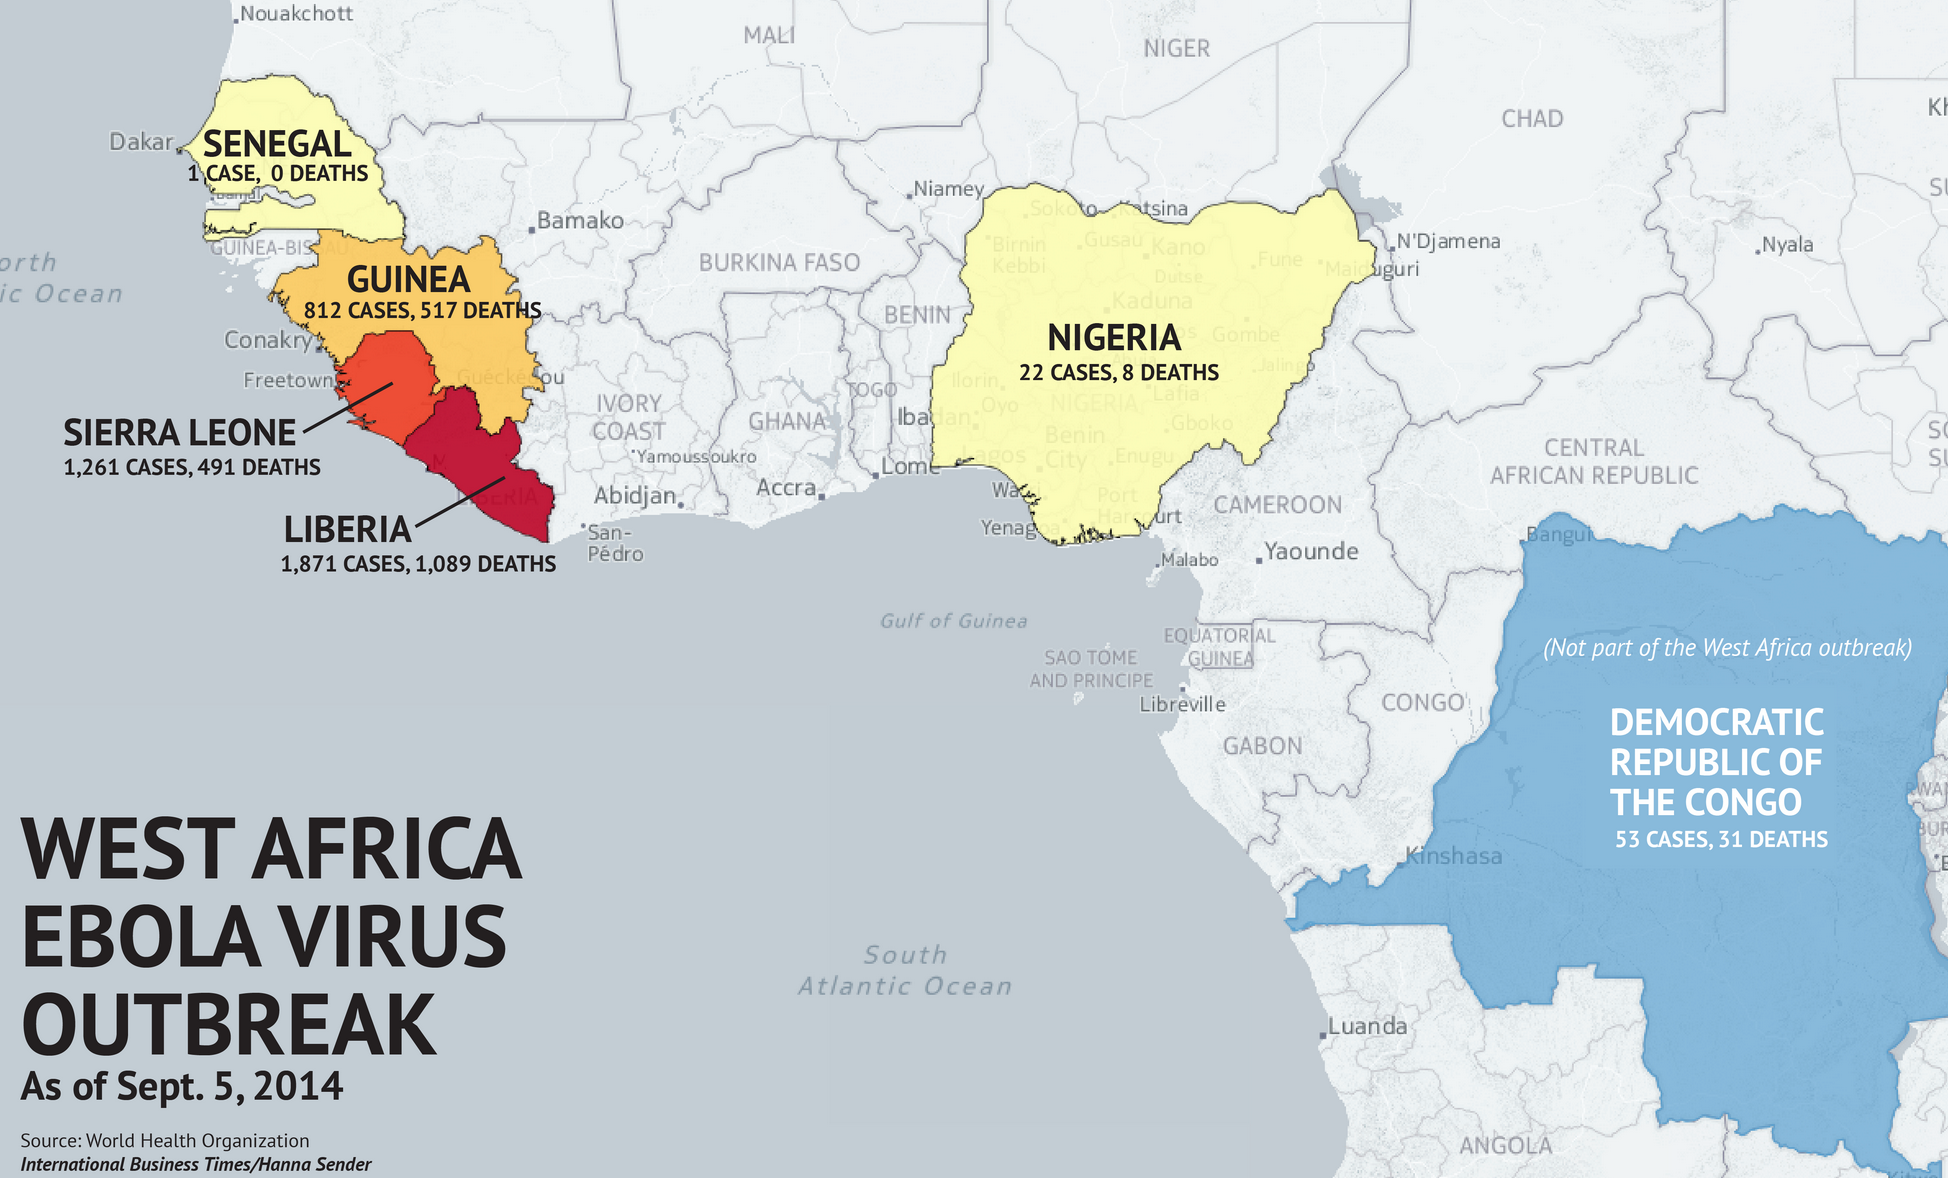 Nouakchott
MALI
NIGER
CHAD
Kh
Dakar
SENEGAL
1 CASE, 0 DEATHS
Banjul
Niamey
Sokoto
Katsina
SU
Bamako
GUINEA-BISSAU
orth
ic Ocean
BURKINA FASO
Birnin
Kebbi
Gusau
Kano
Dutse
Fune
Maiduguri
N'Djamena
Nyala
GUINEA
812 CASES, 517 DEATHS
BENIN
Kaduna
Gombe
Conakry
Freetown
Guéckédou
NIGERIA
22 CASES, 8 DEATHS
Abuja
Jalingo
Ilorin
Oyo
NIGERIA
Lafia
TOGO
IVORY
COAST
GHANA
Ibadan
Gboko
SIERRA LEONE
1,261 CASES, 491 DEATHS
Yamoussoukro
Lome
Lagos
Benin
City
Enugu
CENTRAL
AFRICAN REPUBLIC
SO
SU
LIBERIA
Abidjan
Accra
Port
Harcourt
CAMEROON
LIBERIA
1,871 CASES, 1,089 DEATHS
San-
Pédro
Malabo
Yaounde
Bangui
Gulf of Guinea
EQUATORIAL
GUINEA
SAO TOME
AND PRINCIPE
Libreville
GABON
CONGO
(Not part of the West Africa outbreak)
DEMOCRATIC
REPUBLIC OF
THE CONGO
53 CASES, 31 DEATHS
RWA
BUR
Kinshasa
WEST AFRICA
EBOLA VIRUS
OUTBREAK
As of Sept. 5, 2014
South
Atlantic Ocean
Luanda
ANGOLA
Source: World Health Organization
International Business Times/Hanna Sender